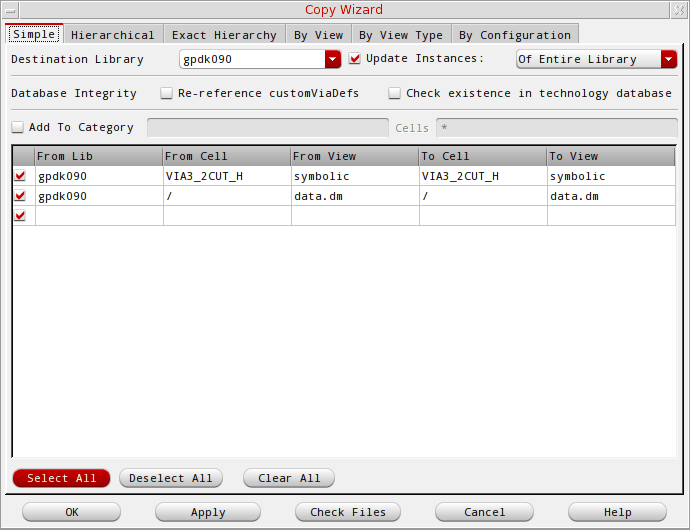 Copy Wizard
Simple Hierarchical Exact Hierarchy By View By View Type By Configuration
Destination Library gpdk090 Update Instances: Of Entire Library
Database Integrity Re-reference customViaDefs Check existence in technology database
Add To Category Cells *
From Lib From Cell From View To Cell To View
gpdk090 VIA3_2CUT_H symbolic VIA3_2CUT_H symbolic
gpdk090 / data.dm / data.dm
Select All Deselect All Clear All
OK Apply Check Files Cancel Help